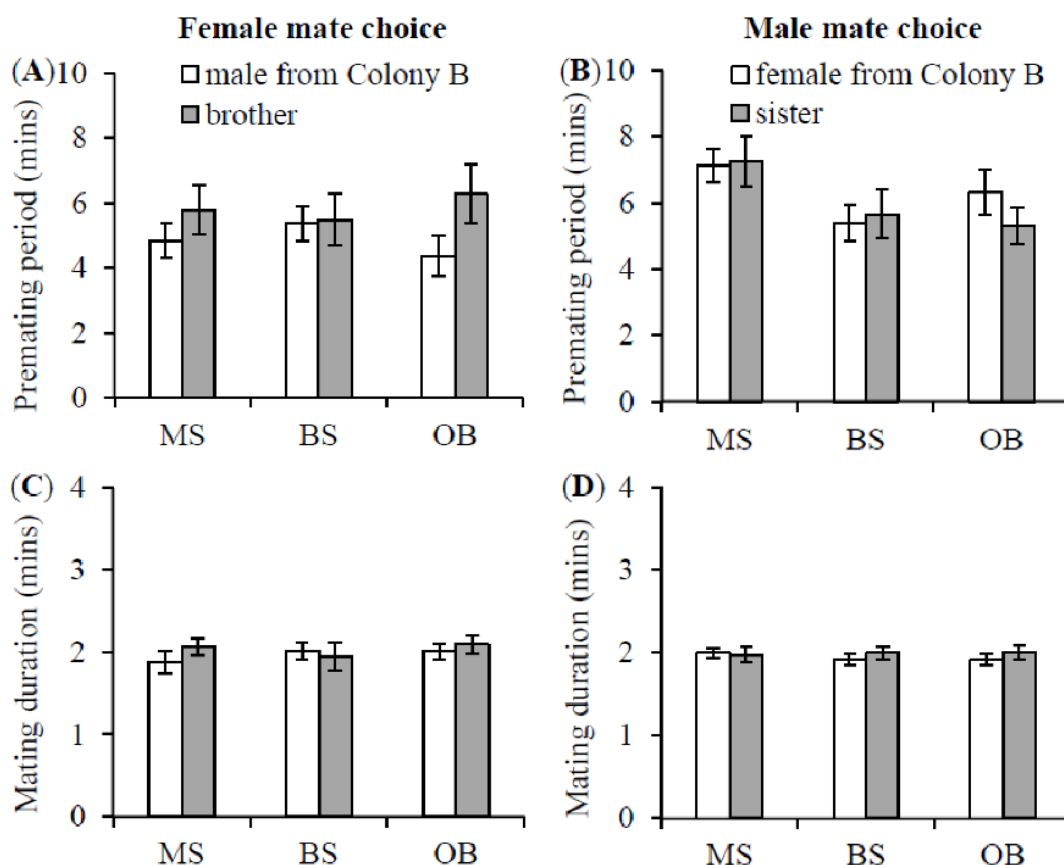 Female mate choice
Male mate choice
(A)
10
8
6
4
2
0
Premating period (mins)
male from Colony B
brother
MS BS OB
(B)
10
8
6
4
2
0
Premating period (mins)
female from Colony B
sister
MS BS OB
(C)
4
3
2
1
0
Mating duration (mins)
MS BS OB
(D)
4
3
2
1
0
Mating duration (mins)
MS BS OB